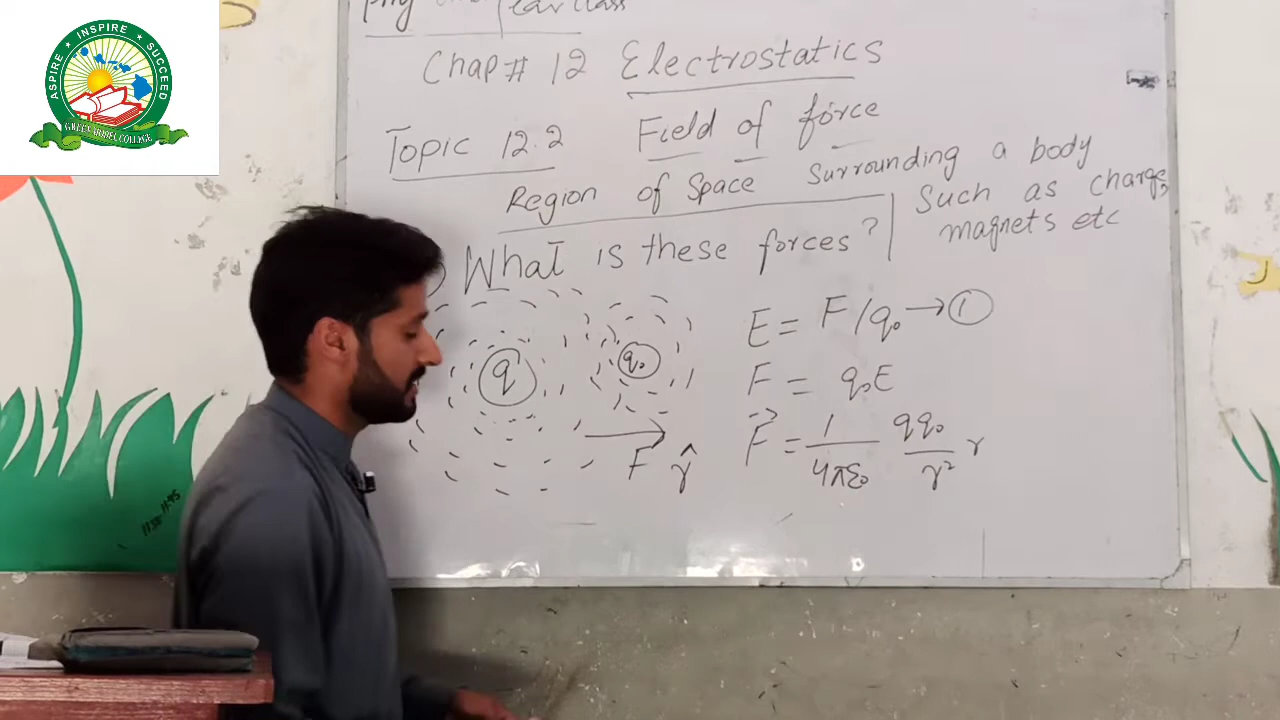 ASPIRE ★ INSPIRE ★ SUCCEED
Chap # 12 Electrostatics
Topic 12.2 Field of force
Region of Space Surrounding a body
Such as charge,
magnets etc
What is these forces?
E = F/q₀ → ①
q
q₀
F = q₀E
F⃗ = 1/4πε₀ qq₀/r² r
F r̂